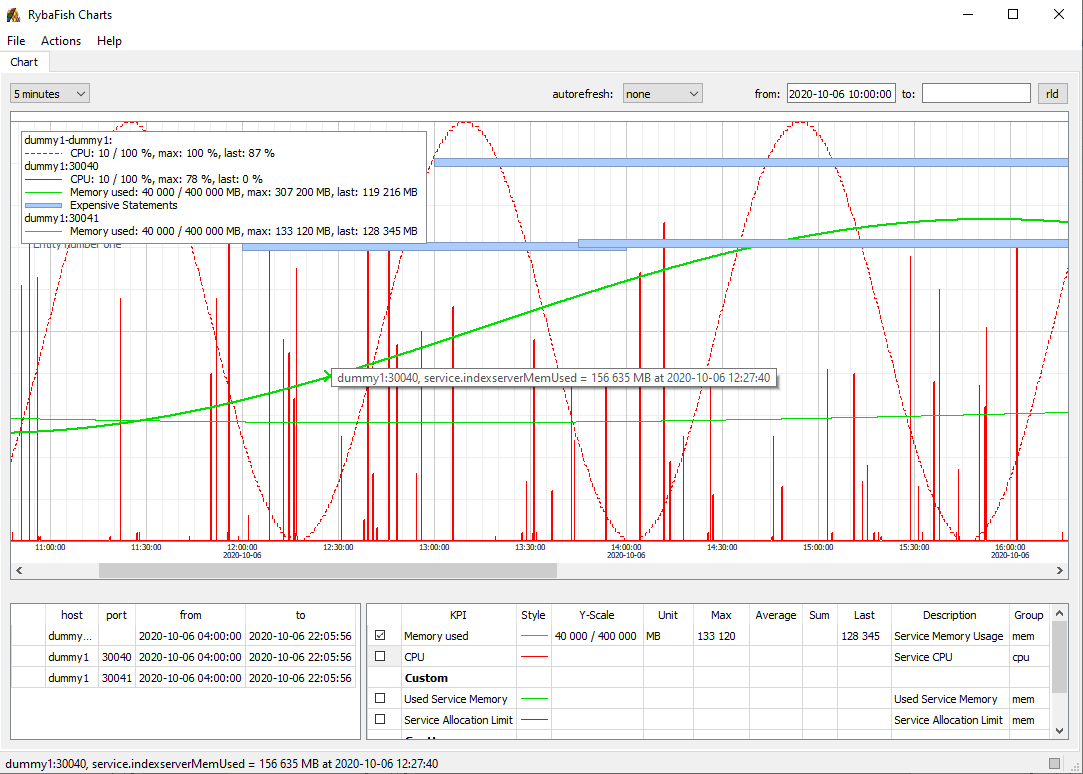 RybaFish Charts
File Actions Help
Chart
5 minutes autorefresh: none from: 2020-10-06 10:00:00 to: rld
dummy1-dummy1:
CPU: 10 / 100 %, max: 100 %, last: 87 %
dummy1:30040
CPU: 10 / 100 %, max: 78 %, last: 0 %
Memory used: 40 000 / 400 000 MB, max: 307 200 MB, last: 119 216 MB
Expensive Statements
dummy1:30041
Memory used: 40 000 / 400 000 MB, max: 133 120 MB, last: 128 345 MB
Entity number one
dummy1:30040, service.indexserverMemUsed = 156 635 MB at 2020-10-06 12:27:40
11:00:00 11:30:00 12:00:00 12:30:00 13:00:00 13:30:00 14:00:00 14:30:00 15:00:00 15:30:00 16:00:00
2020-10-06 2020-10-06 2020-10-06
host port from to
dummy... 2020-10-06 04:00:00 2020-10-06 22:05:56
dummy1 30040 2020-10-06 04:00:00 2020-10-06 22:05:56
dummy1 30041 2020-10-06 04:00:00 2020-10-06 22:05:56
KPI Style Y-Scale Unit Max Average Sum Last Description Group
Memory used 40 000 / 400 000 MB 133 120 128 345 Service Memory Usage mem
CPU Service CPU cpu
Custom
Used Service Memory Used Service Memory mem
Service Allocation Limit Service Allocation Limit mem
dummy1:30040, service.indexserverMemUsed = 156 635 MB at 2020-10-06 12:27:40